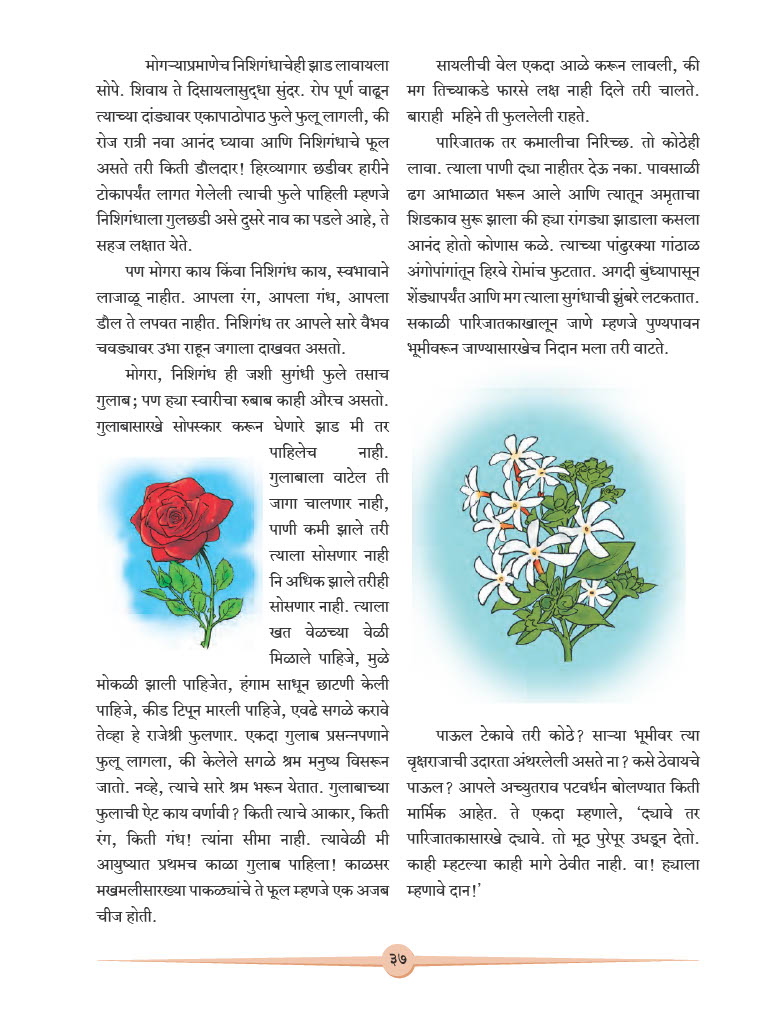 मोगऱ्याप्रमाणेच निशिगंधाचेही झाड लावायला
सोपे. शिवाय ते दिसायलासुद्धा सुंदर. रोप पूर्ण वाढून
त्याच्या दांड्यावर एकापाठोपाठ फुले फुलू लागली, की
रोज रात्री नवा आनंद घ्यावा आणि निशिगंधाचे फूल
असते तरी किती डौलदार! हिरव्यागार छडीवर हारीने
टोकापर्यंत लागत गेलेली त्याची फुले पाहिली म्हणजे
निशिगंधाला गुलछडी असे दुसरे नाव का पडले आहे, ते
सहज लक्षात येते.
पण मोगरा काय किंवा निशिगंध काय, स्वभावाने
लाजाळू नाहीत. आपला रंग, आपला गंध, आपला
डौल ते लपवत नाहीत. निशिगंध तर आपले सारे वैभव
चवड्यावर उभा राहून जगाला दाखवत असतो.
मोगरा, निशिगंध ही जशी सुगंधी फुले तसाच
गुलाब; पण ह्या स्वारीचा रुबाब काही औरच असतो.
गुलाबासारखे सोपस्कार करून घेणारे झाड मी तर
पाहिलेच नाही.
गुलाबाला वाटेल ती
जागा चालणार नाही,
पाणी कमी झाले तरी
त्याला सोसणार नाही
नि अधिक झाले तरीही
सोसणार नाही. त्याला
खत वेळच्या वेळी
मिळाले पाहिजे, मुळे
मोकळी झाली पाहिजेत, हंगाम साधून छाटणी केली
पाहिजे, कीड टिपून मारली पाहिजे, एवढे सगळे करावे
तेव्हा हे राजेश्री फुलणार. एकदा गुलाब प्रसन्नपणाने
फुलू लागला, की केलेले सगळे श्रम मनुष्य विसरून
जातो. नव्हे, त्याचे सारे श्रम भरून येतात. गुलाबाच्या
फुलाची ऐट काय वर्णावी? किती त्याचे आकार, किती
रंग, किती गंध! त्यांना सीमा नाही. त्यावेळी मी
आयुष्यात प्रथमच काळा गुलाब पाहिला! काळसर
मखमलीसारख्या पाकळ्यांचे ते फूल म्हणजे एक अजब
चीज होती.
सायलीची वेल एकदा आळे करून लावली, की
मग तिच्याकडे फारसे लक्ष नाही दिले तरी चालते.
बाराही महिने ती फुललेली राहते.
पारिजातक तर कमालीचा निरिच्छ. तो कोठेही
लावा. त्याला पाणी द्या नाहीतर देऊ नका. पावसाळी
ढग आभाळात भरून आले आणि त्यातून अमृताचा
शिडकाव सुरू झाला की ह्या रांगड्या झाडाला कसला
आनंद होतो कोणास कळे. त्याच्या पांढुरक्या गांठाळ
अंगोपांगांतून हिरवे रोमांच फुटतात. अगदी बुंध्यापासून
शेंड्यापर्यंत आणि मग त्याला सुगंधाची झुंबरे लटकतात.
सकाळी पारिजातकाखालून जाणे म्हणजे पुण्यपावन
भूमीवरून जाण्यासारखेच निदान मला तरी वाटते.
पाऊल टेकावे तरी कोठे? साऱ्या भूमीवर त्या
वृक्षराजाची उदारता अंथरलेली असते ना? कसे ठेवायचे
पाऊल? आपले अच्युतराव पटवर्धन बोलण्यात किती
मार्मिक आहेत. ते एकदा म्हणाले, ‘द्यावे तर
पारिजातकासारखे द्यावे. तो मूठ पुरेपूर उघडून देतो.
काही म्हटल्या काही मागे ठेवीत नाही. वा! ह्याला
म्हणावे दान!’
३७